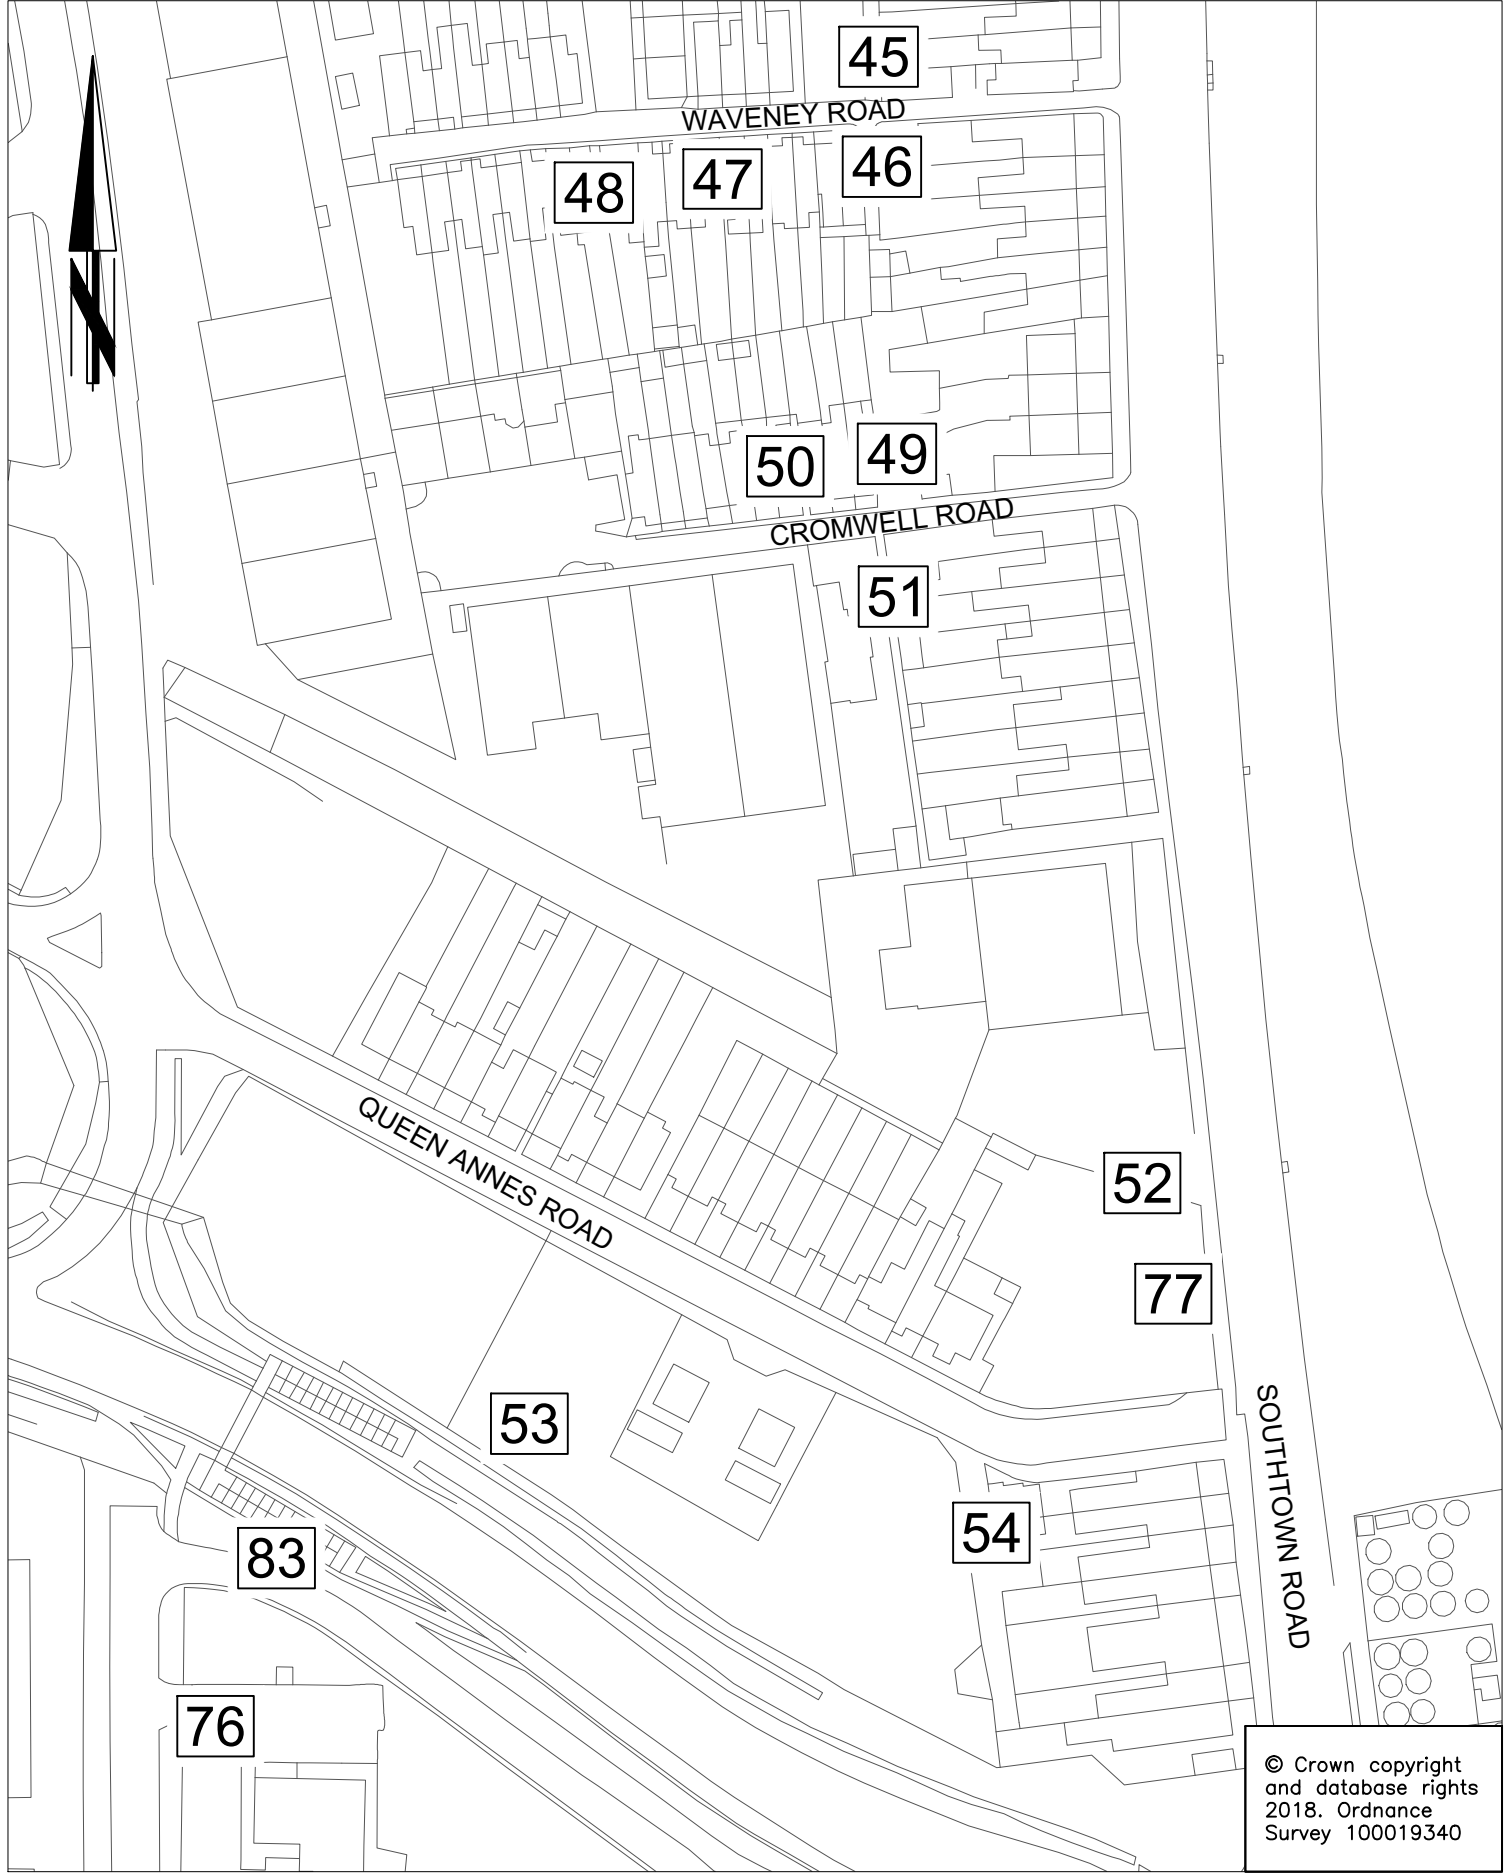 45
WAVENEY ROAD
46
47
48
N
49
50
CROMWELL ROAD
51
QUEEN ANNES ROAD
52
77
53
SOUTHTOWN ROAD
54
83
76
© Crown copyright
and database rights
2018. Ordnance
Survey 100019340